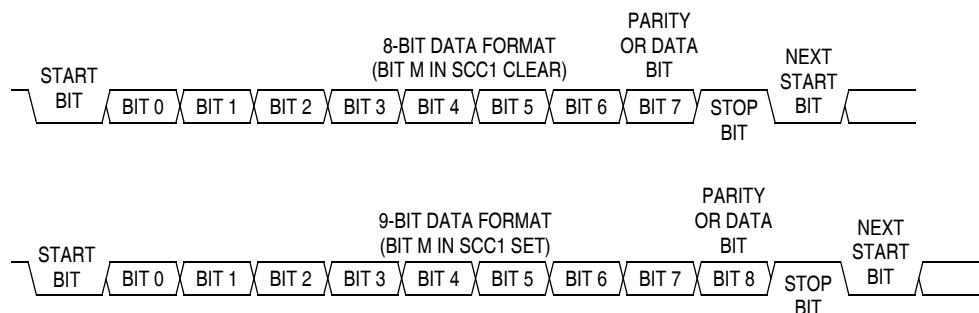 8-BIT DATA FORMAT
(BIT M IN SCC1 CLEAR)
PARITY
OR DATA
BIT
START
BIT
BIT 0
BIT 1
BIT 2
BIT 3
BIT 4
BIT 5
BIT 6
BIT 7
STOP
BIT
NEXT
START
BIT
9-BIT DATA FORMAT
(BIT M IN SCC1 SET)
PARITY
OR DATA
BIT
START
BIT
BIT 0
BIT 1
BIT 2
BIT 3
BIT 4
BIT 5
BIT 6
BIT 7
BIT 8
STOP
BIT
NEXT
START
BIT